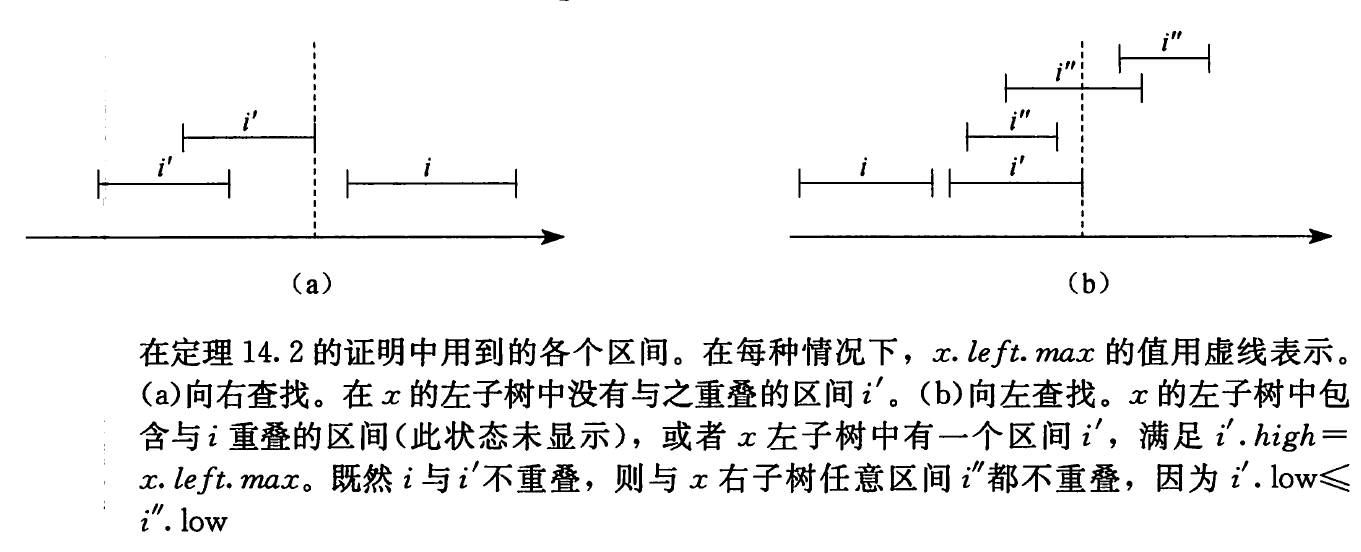 i″
i″
i′
i″
i′
i
i
i′
(a)
(b)
在定理 14.2 的证明中用到的各个区间。在每种情况下，x.left.max 的值用虚线表示。
(a)向右查找。在 x 的左子树中没有与之重叠的区间 i′。(b)向左查找。x 的左子树中包
含与 i 重叠的区间(此状态未显示)，或者 x 左子树中有一个区间 i′，满足 i′.high=
x.left.max。既然 i 与 i′不重叠，则与 x 右子树任意区间 i″都不重叠，因为 i′.low≤
i″.low